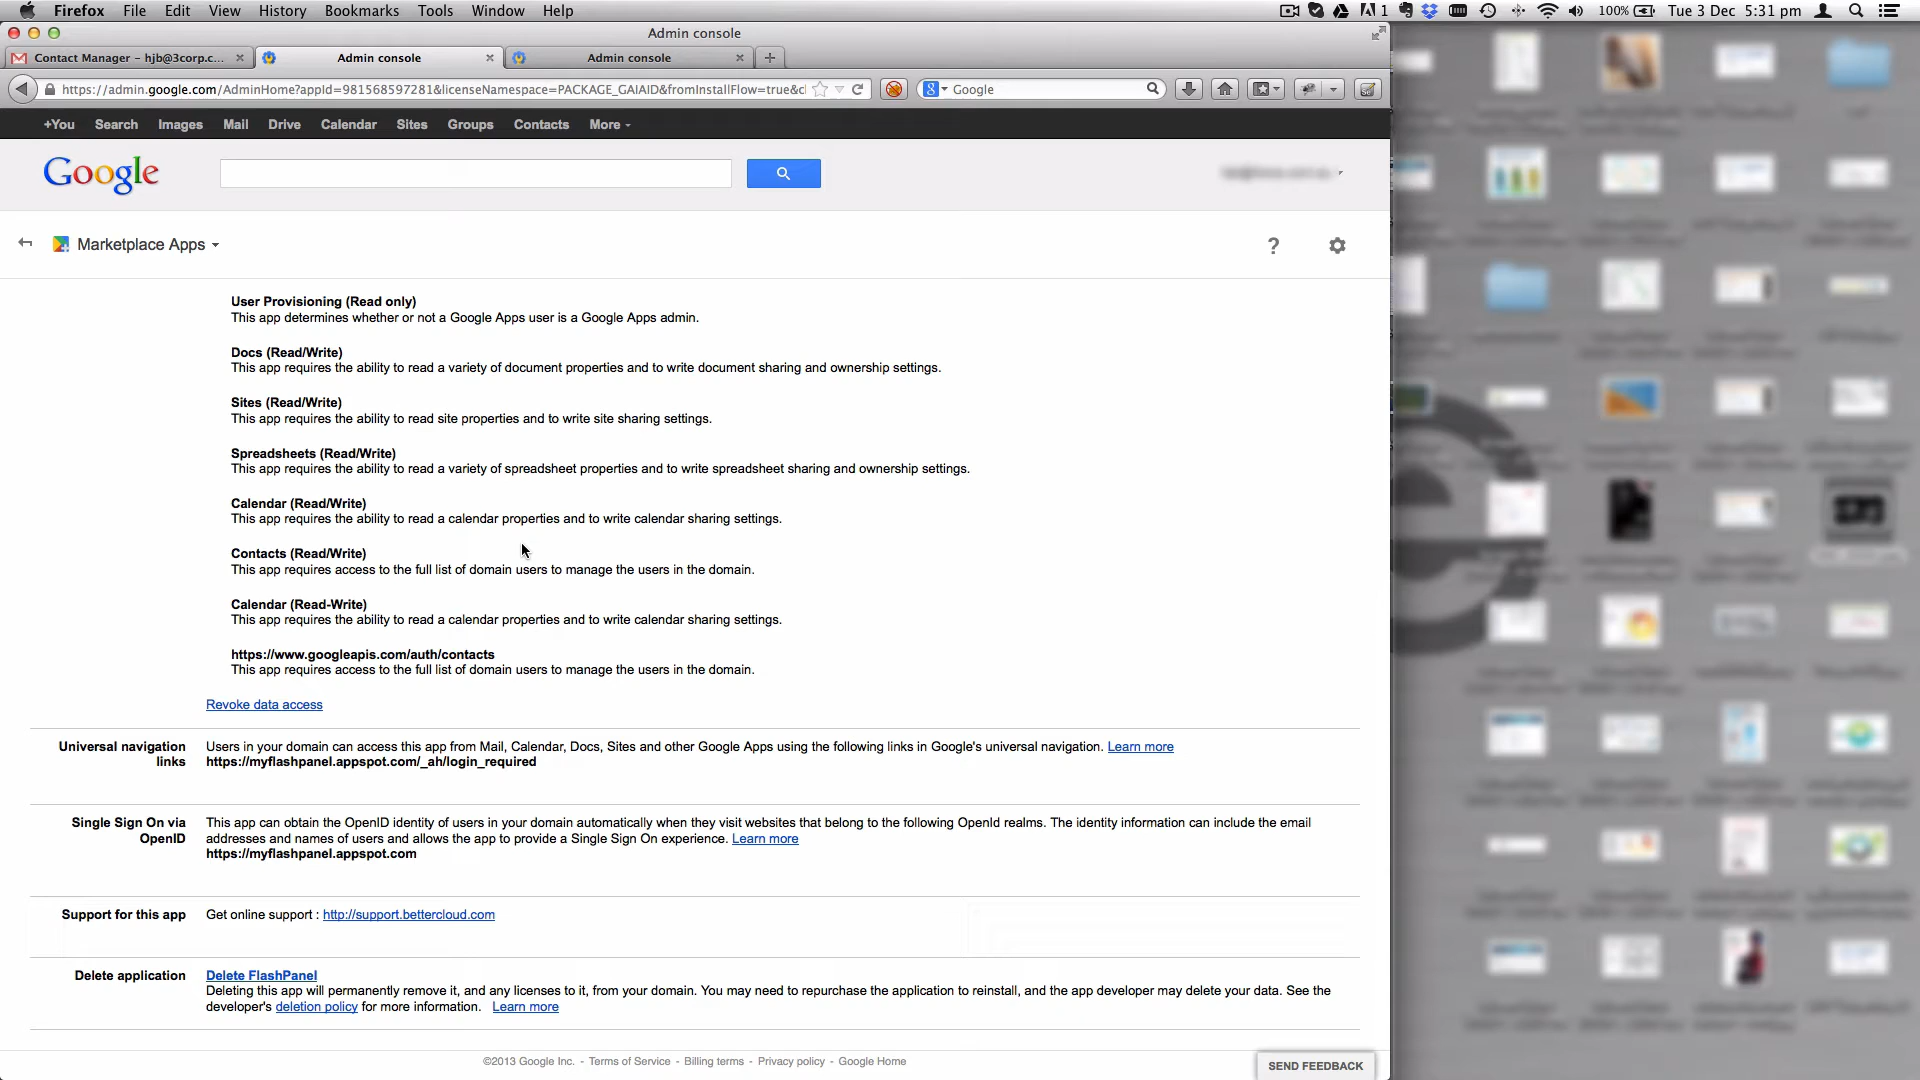 Firefox File Edit View History Bookmarks Tools Window Help 1 100% Tue 3 Dec 5:31 pm
Admin console
Contact Manager – hjb@3corp.c... Admin console Admin console
https://admin.google.com/AdminHome?appId=981568597281&licenseNamespace=PACKAGE_GAIAID&fromInstallFlow=true&cl Google
+You Search Images Mail Drive Calendar Sites Groups Contacts More
Google
Marketplace Apps
User Provisioning (Read only)
This app determines whether or not a Google Apps user is a Google Apps admin.
Docs (Read/Write)
This app requires the ability to read a variety of document properties and to write document sharing and ownership settings.
Sites (Read/Write)
This app requires the ability to read site properties and to write site sharing settings.
Spreadsheets (Read/Write)
This app requires the ability to read a variety of spreadsheet properties and to write spreadsheet sharing and ownership settings.
Calendar (Read/Write)
This app requires the ability to read a calendar properties and to write calendar sharing settings.
Contacts (Read/Write)
This app requires access to the full list of domain users to manage the users in the domain.
Calendar (Read-Write)
This app requires the ability to read a calendar properties and to write calendar sharing settings.
https://www.googleapis.com/auth/contacts
This app requires access to the full list of domain users to manage the users in the domain.
Revoke data access
Universal navigation links
Users in your domain can access this app from Mail, Calendar, Docs, Sites and other Google Apps using the following links in Google's universal navigation. Learn more
https://myflashpanel.appspot.com/_ah/login_required
Single Sign On via OpenID
This app can obtain the OpenID identity of users in your domain automatically when they visit websites that belong to the following OpenId realms. The identity information can include the email
addresses and names of users and allows the app to provide a Single Sign On experience. Learn more
https://myflashpanel.appspot.com
Support for this app Get online support : http://support.bettercloud.com
Delete application Delete FlashPanel
Deleting this app will permanently remove it, and any licenses to it, from your domain. You may need to repurchase the application to reinstall, and the app developer may delete your data. See the
developer's deletion policy for more information. Learn more
©2013 Google Inc. - Terms of Service - Billing terms - Privacy policy - Google Home
SEND FEEDBACK